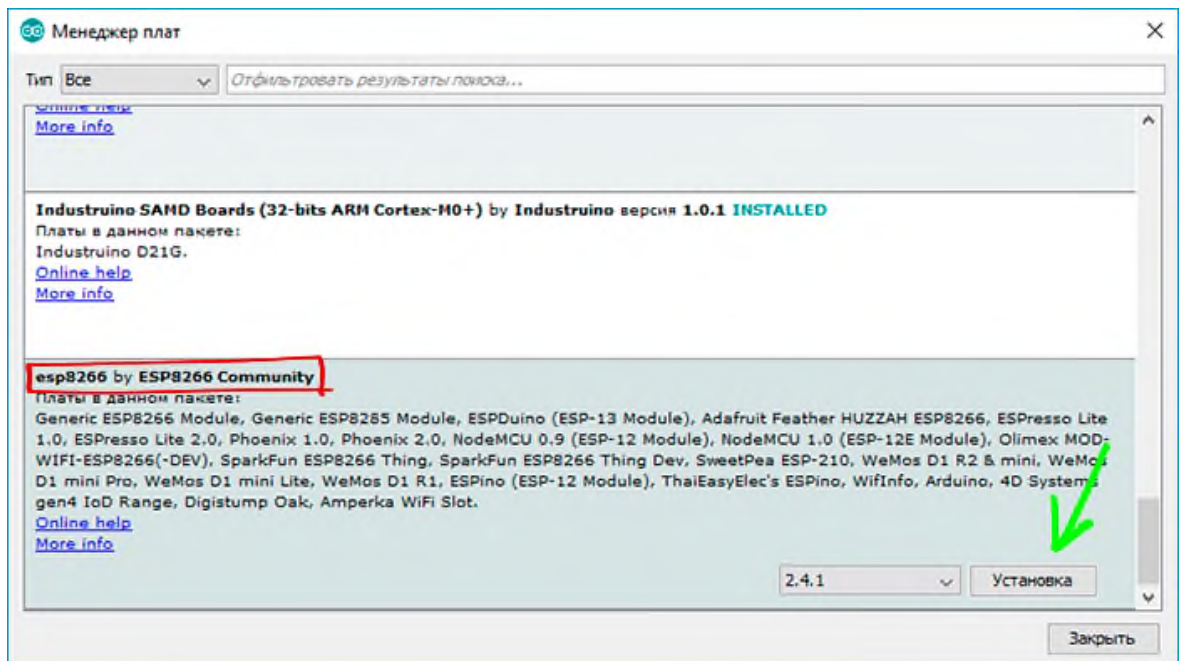 Менеджер плат
Тип Все Отфильтровать результаты поиска...
Online help
More info
Industruino SAMD Boards (32-bits ARM Cortex-M0+) by Industruino версия 1.0.1 INSTALLED
Платы в данном пакете:
Industruino D21G.
Online help
More info
esp8266 by ESP8266 Community
Платы в данном пакете:
Generic ESP8266 Module, Generic ESP8285 Module, ESPDuino (ESP-13 Module), Adafruit Feather HUZZAH ESP8266, ESPresso Lite
1.0, ESPresso Lite 2.0, Phoenix 1.0, Phoenix 2.0, NodeMCU 0.9 (ESP-12 Module), NodeMCU 1.0 (ESP-12E Module), Olimex MOD-
WIFI-ESP8266(-DEV), SparkFun ESP8266 Thing, SparkFun ESP8266 Thing Dev, SweetPea ESP-210, WeMos D1 R2 & mini, WeMos
D1 mini Pro, WeMos D1 mini Lite, WeMos D1 R1, ESPino (ESP-12 Module), ThaiEasyElec's ESPino, WifInfo, Arduino, 4D Systems
gen4 IoD Range, Digistump Oak, Amperka WiFi Slot.
Online help
More info
2.4.1 Установка
Закрыть